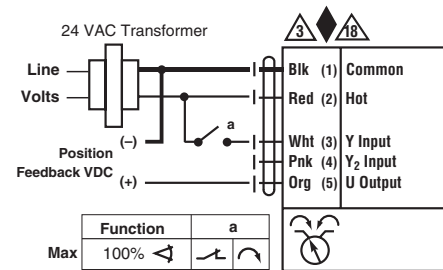 3 18
24 VAC Transformer
Line
Volts
Blk (1) Common
Red (2) Hot
a
Wht (3) Y Input
Pnk (4) Y₂ Input
Org (5) U Output
Position (–)
Feedback VDC (+)
Function a
Max 100%